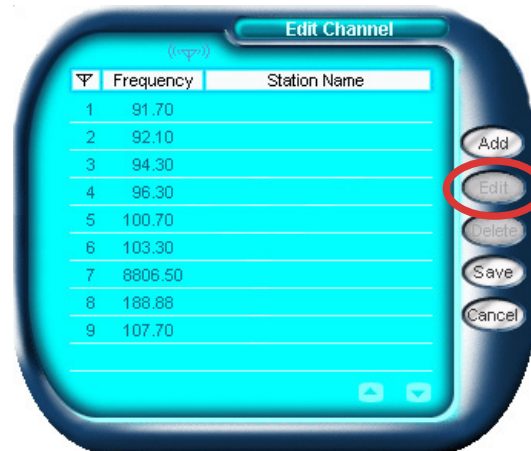 Edit Channel
Frequency Station Name
1 91.70
2 92.10
3 94.30
4 96.30
5 100.70
6 103.30
7 8806.50
8 188.88
9 107.70
Add
Edit
Delete
Save
Cancel